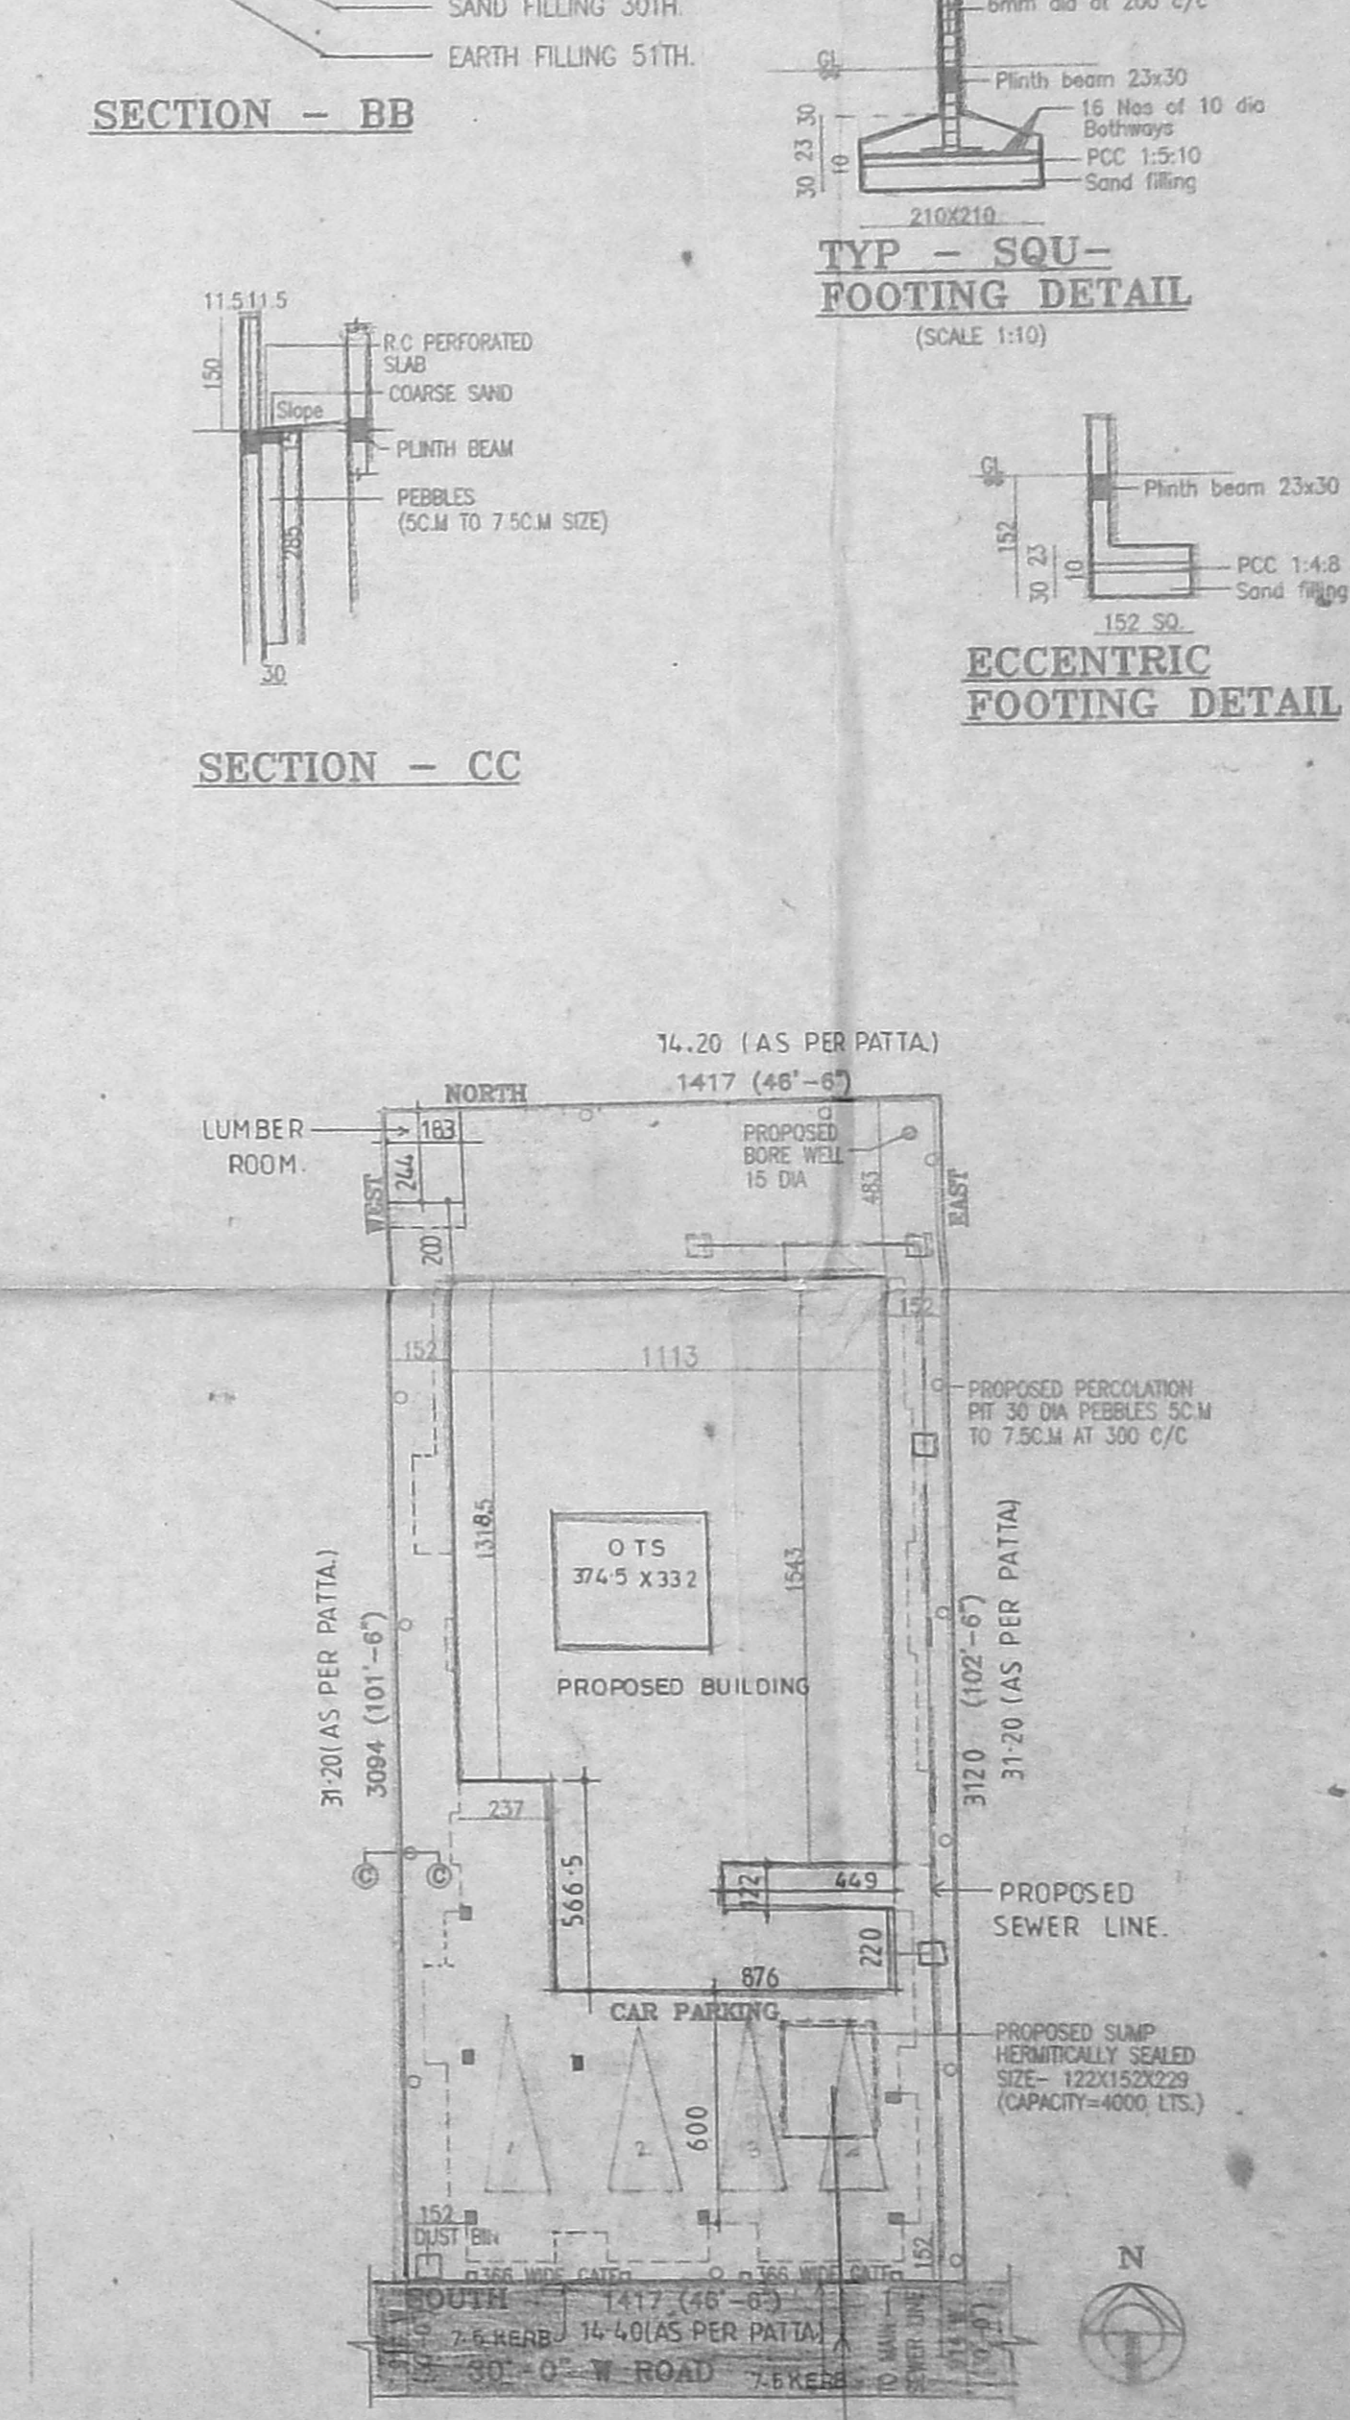 SAND FILLING 30TH.
EARTH FILLING 51TH.
SECTION - BB
6mm dia at 200 c/c
GL
Plinth beam 23x30
16 Nos of 10 dia
Bothways
PCC 1:5:10
Sand filling
30
23
30
10
210X210
TYP - SQU-
FOOTING DETAIL
(SCALE 1:10)
11.5 11.5
150
R.C PERFORATED
SLAB
COARSE SAND
Slope
PLINTH BEAM
PEBBLES
(5C.M TO 7.5C.M SIZE)
285
30
SECTION - CC
GL
Plinth beam 23x30
152
23
30
10
PCC 1:4:8
Sand filling
152 SQ.
ECCENTRIC
FOOTING DETAIL
14.20 (AS PER PATTA.)
1417 (46'-6")
NORTH
LUMBER
ROOM.
183
244
WEST
200
PROPOSED
BORE WELL
15 DIA
483
EAST
152
152
1113
PROPOSED PERCOLATION
PIT 30 DIA PEBBLES 5C.M
TO 7.5C.M AT 300 C/C
1318.5
1543
OTS
374.5 X 332
PROPOSED BUILDING
31.20(AS PER PATTA.)
3094 (101'-6")
3120 (102'-6")
31.20 (AS PER PATTA)
237
566.5
C
C
122
449
PROPOSED
SEWER LINE.
220
876
CAR PARKING
PROPOSED SUMP
HERMITICALLY SEALED
SIZE- 122X152X229
(CAPACITY=4000 LTS.)
600
1
2
3
152
DUST BIN
152
366 WIDE GATE
366 WIDE GATE
SOUTH
1417 (46'-6")
7.5 KERB
14.40(AS PER PATTA)
30'-0" W ROAD
7.5 KERB
TO MAIN
SEWER LINE
N